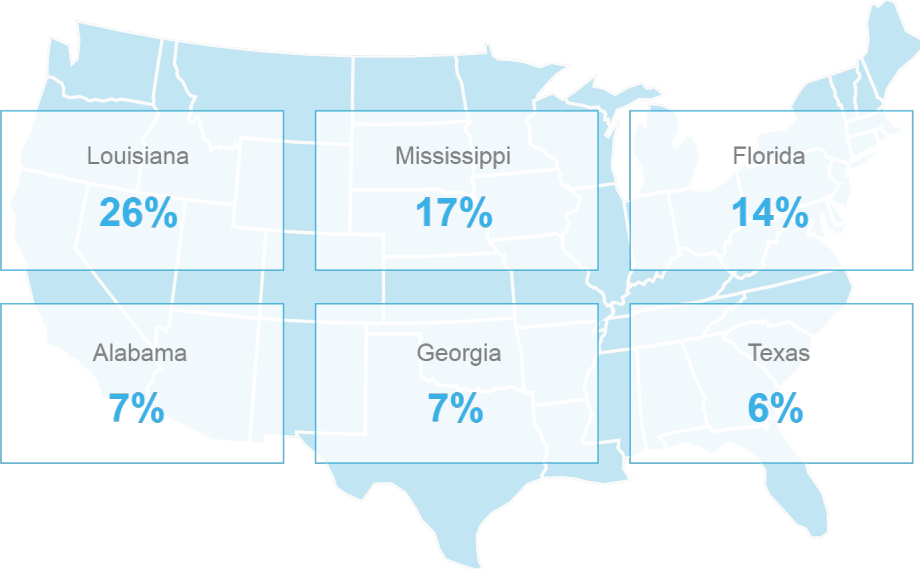 Louisiana
26%
Mississippi
17%
Florida
14%
Alabama
7%
Georgia
7%
Texas
6%